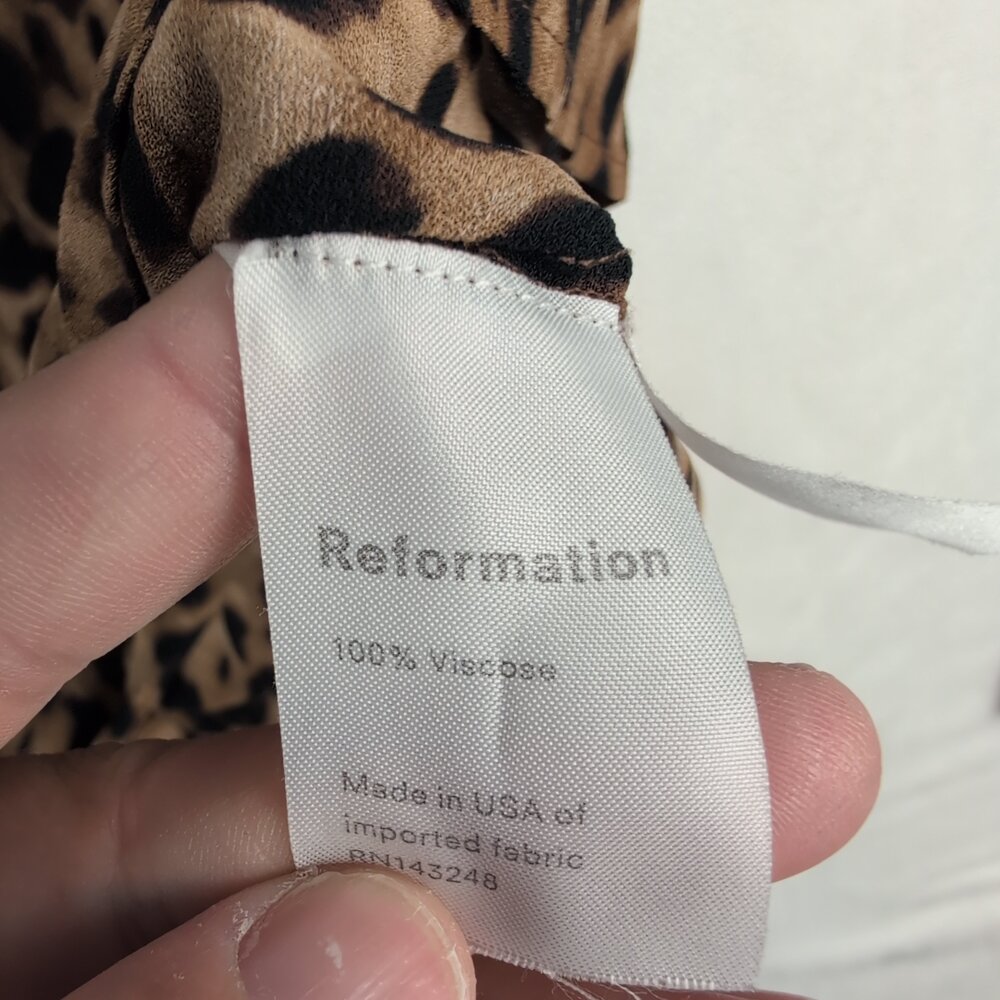 Reformation
100% Viscose
Made in USA of
imported fabric
RN143248